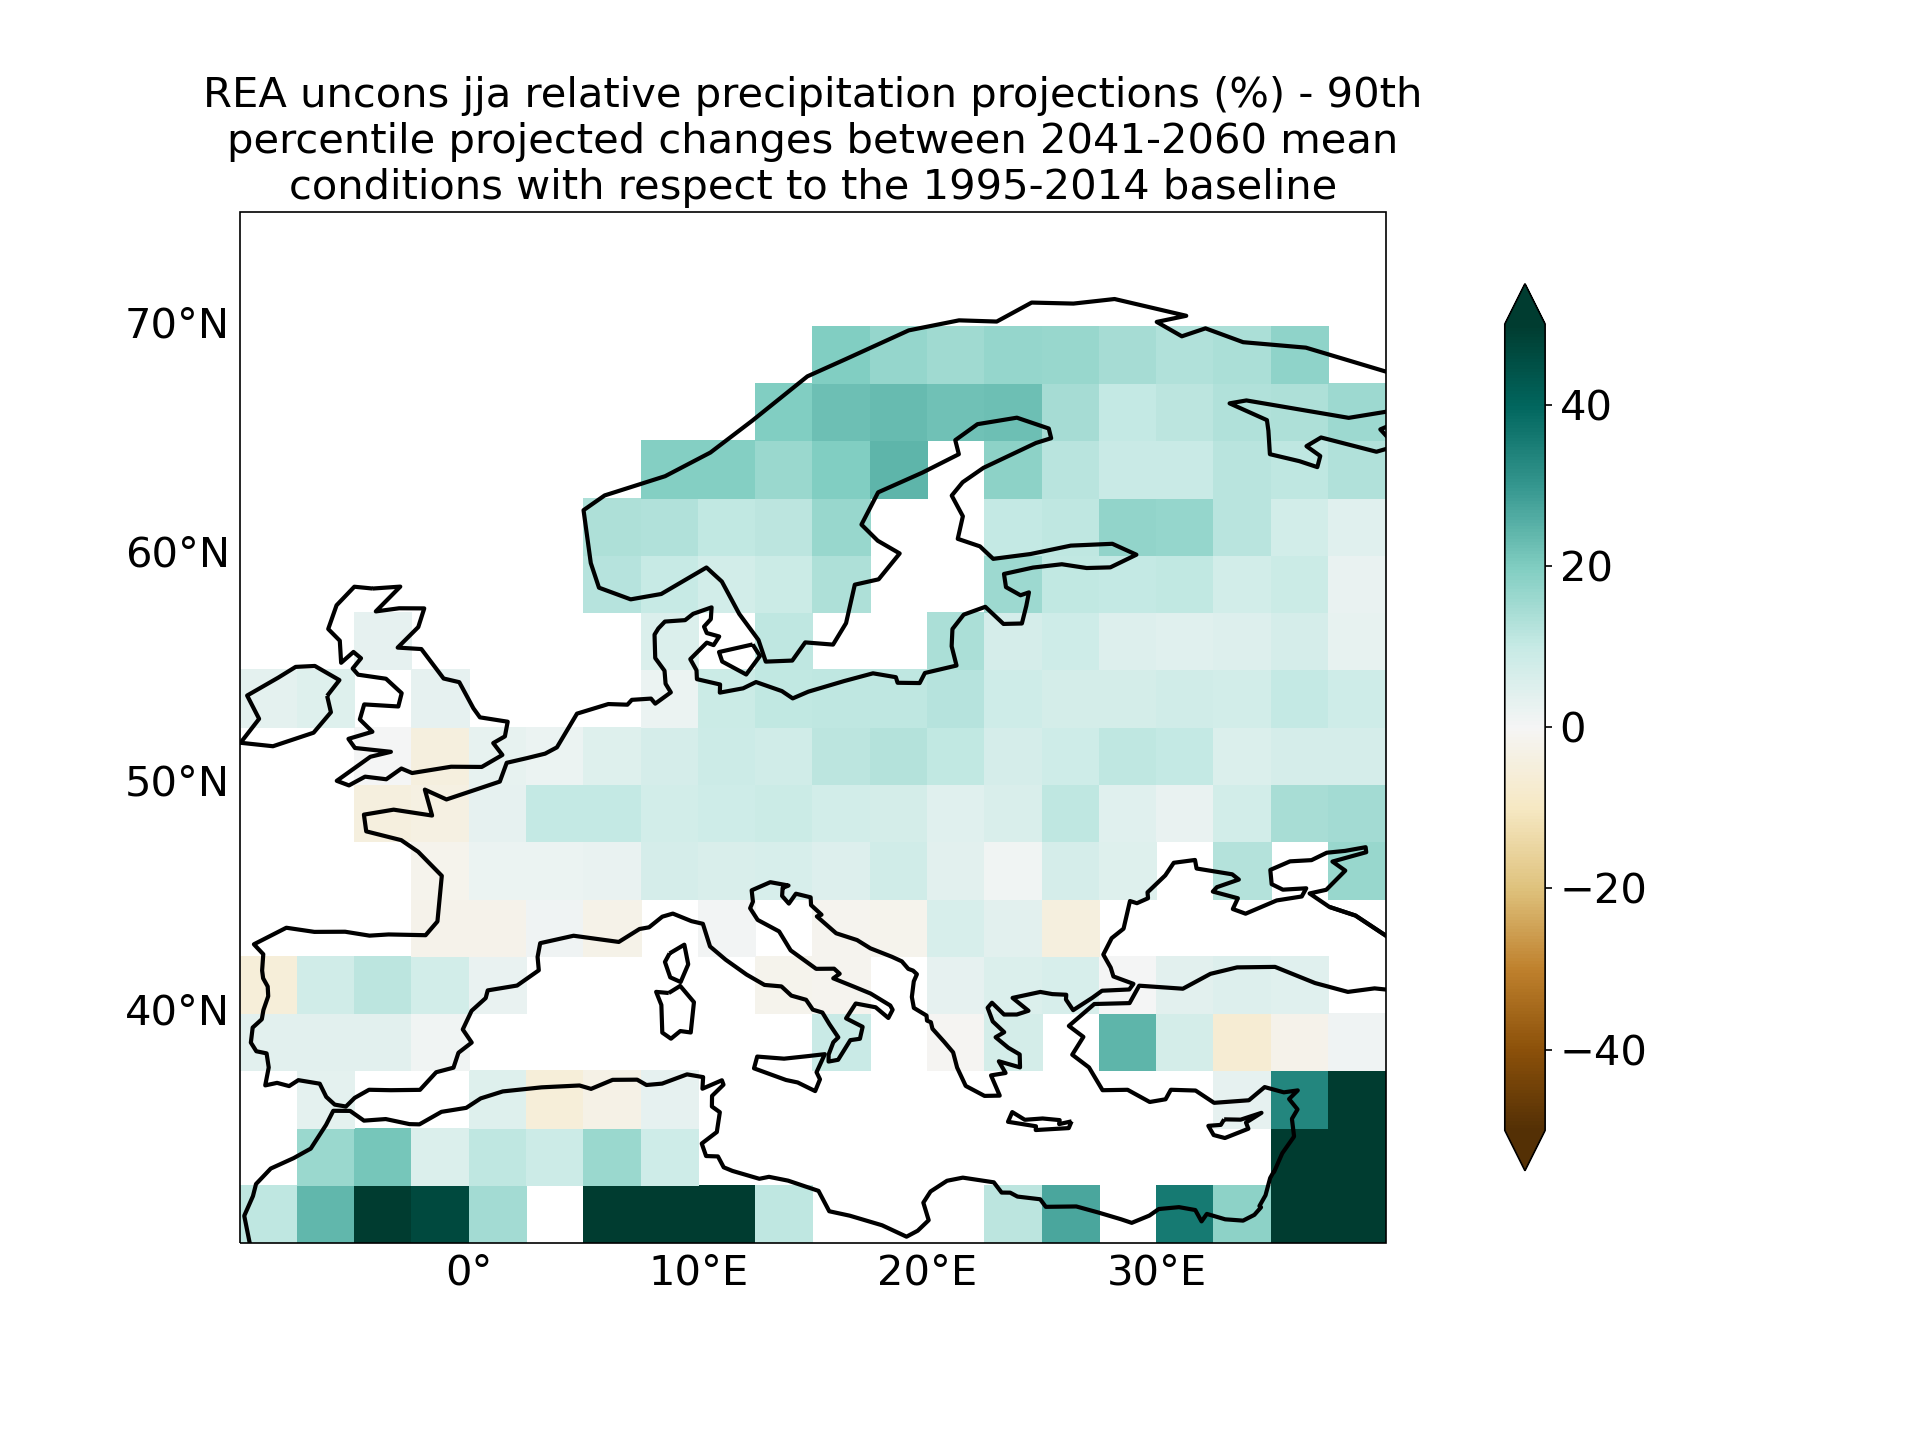 REA uncons jja relative precipitation projections (%) - 90th
percentile projected changes between 2041-2060 mean
conditions with respect to the 1995-2014 baseline
70°N
60°N
50°N
40°N
0°
10°E
20°E
30°E
40
20
0
−20
−40